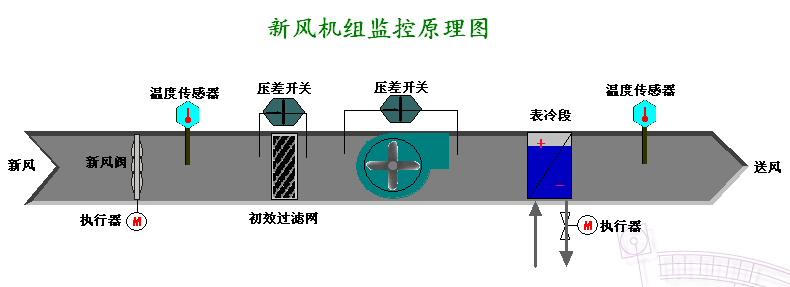 新风机组监控原理图
温度传感器
压差开关
压差开关
表冷段
温度传感器
新风
新风阀
送风
执行器
M
初效过滤网
M
执行器